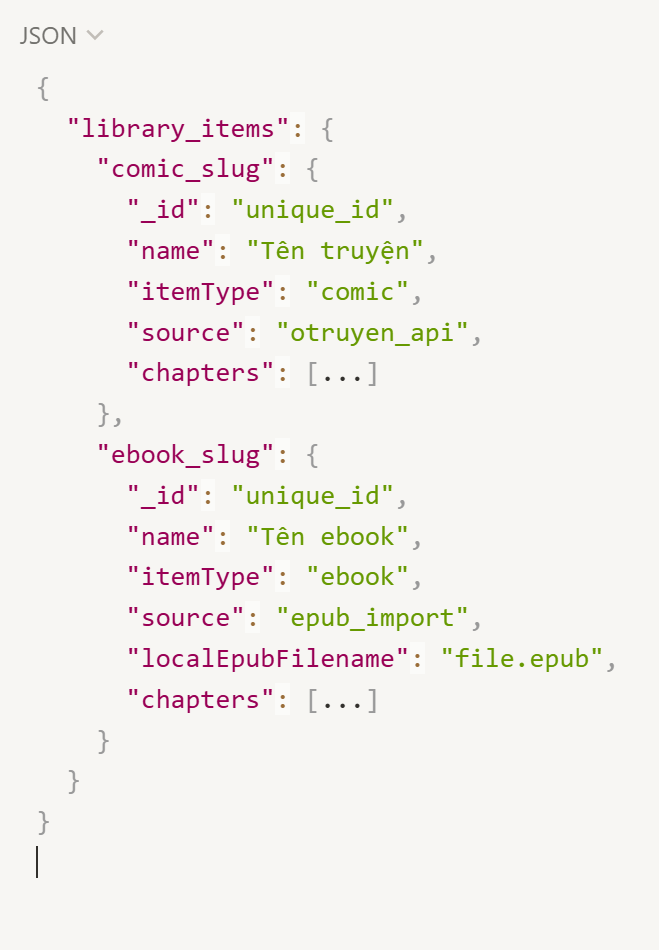 JSON
{
  "library_items": {
    "comic_slug": {
      "_id": "unique_id",
      "name": "Tên truyện",
      "itemType": "comic",
      "source": "otruyen_api",
      "chapters": [...]
    },
    "ebook_slug": {
      "_id": "unique_id",
      "name": "Tên ebook",
      "itemType": "ebook",
      "source": "epub_import",
      "localEpubFilename": "file.epub",
      "chapters": [...]
    }
  }
}